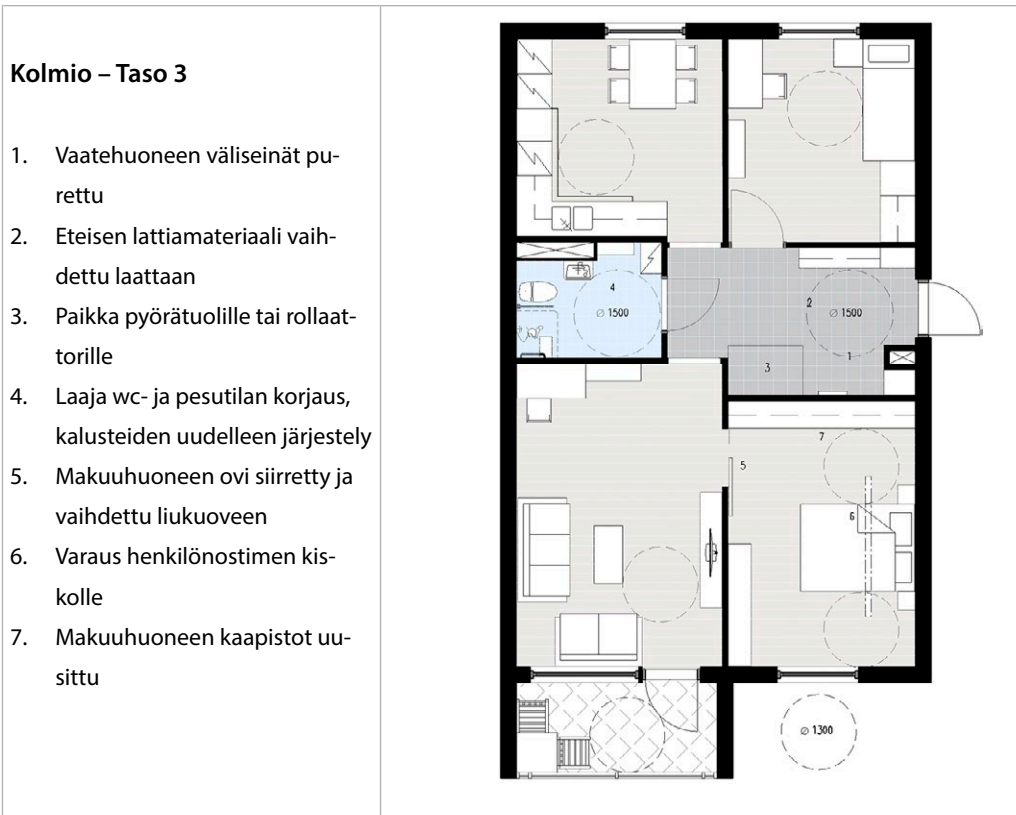 Kolmio – Taso 3
1. Vaatehuoneen väliseinät pu-
rettu
2. Eteisen lattiamateriaali vaih-
dettu laattaan
3. Paikka pyörätuolille tai rollaat-
torille
4. Laaja wc- ja pesutilan korjaus,
kalusteiden uudelleen järjestely
5. Makuuhuoneen ovi siirretty ja
vaihdettu liukuoveen
6. Varaus henkilönostimen kis-
kolle
7. Makuuhuoneen kaapistot uu-
sittu
4
⌀ 1500
2
⌀ 1500
1
3
7
5
6
⌀ 1300